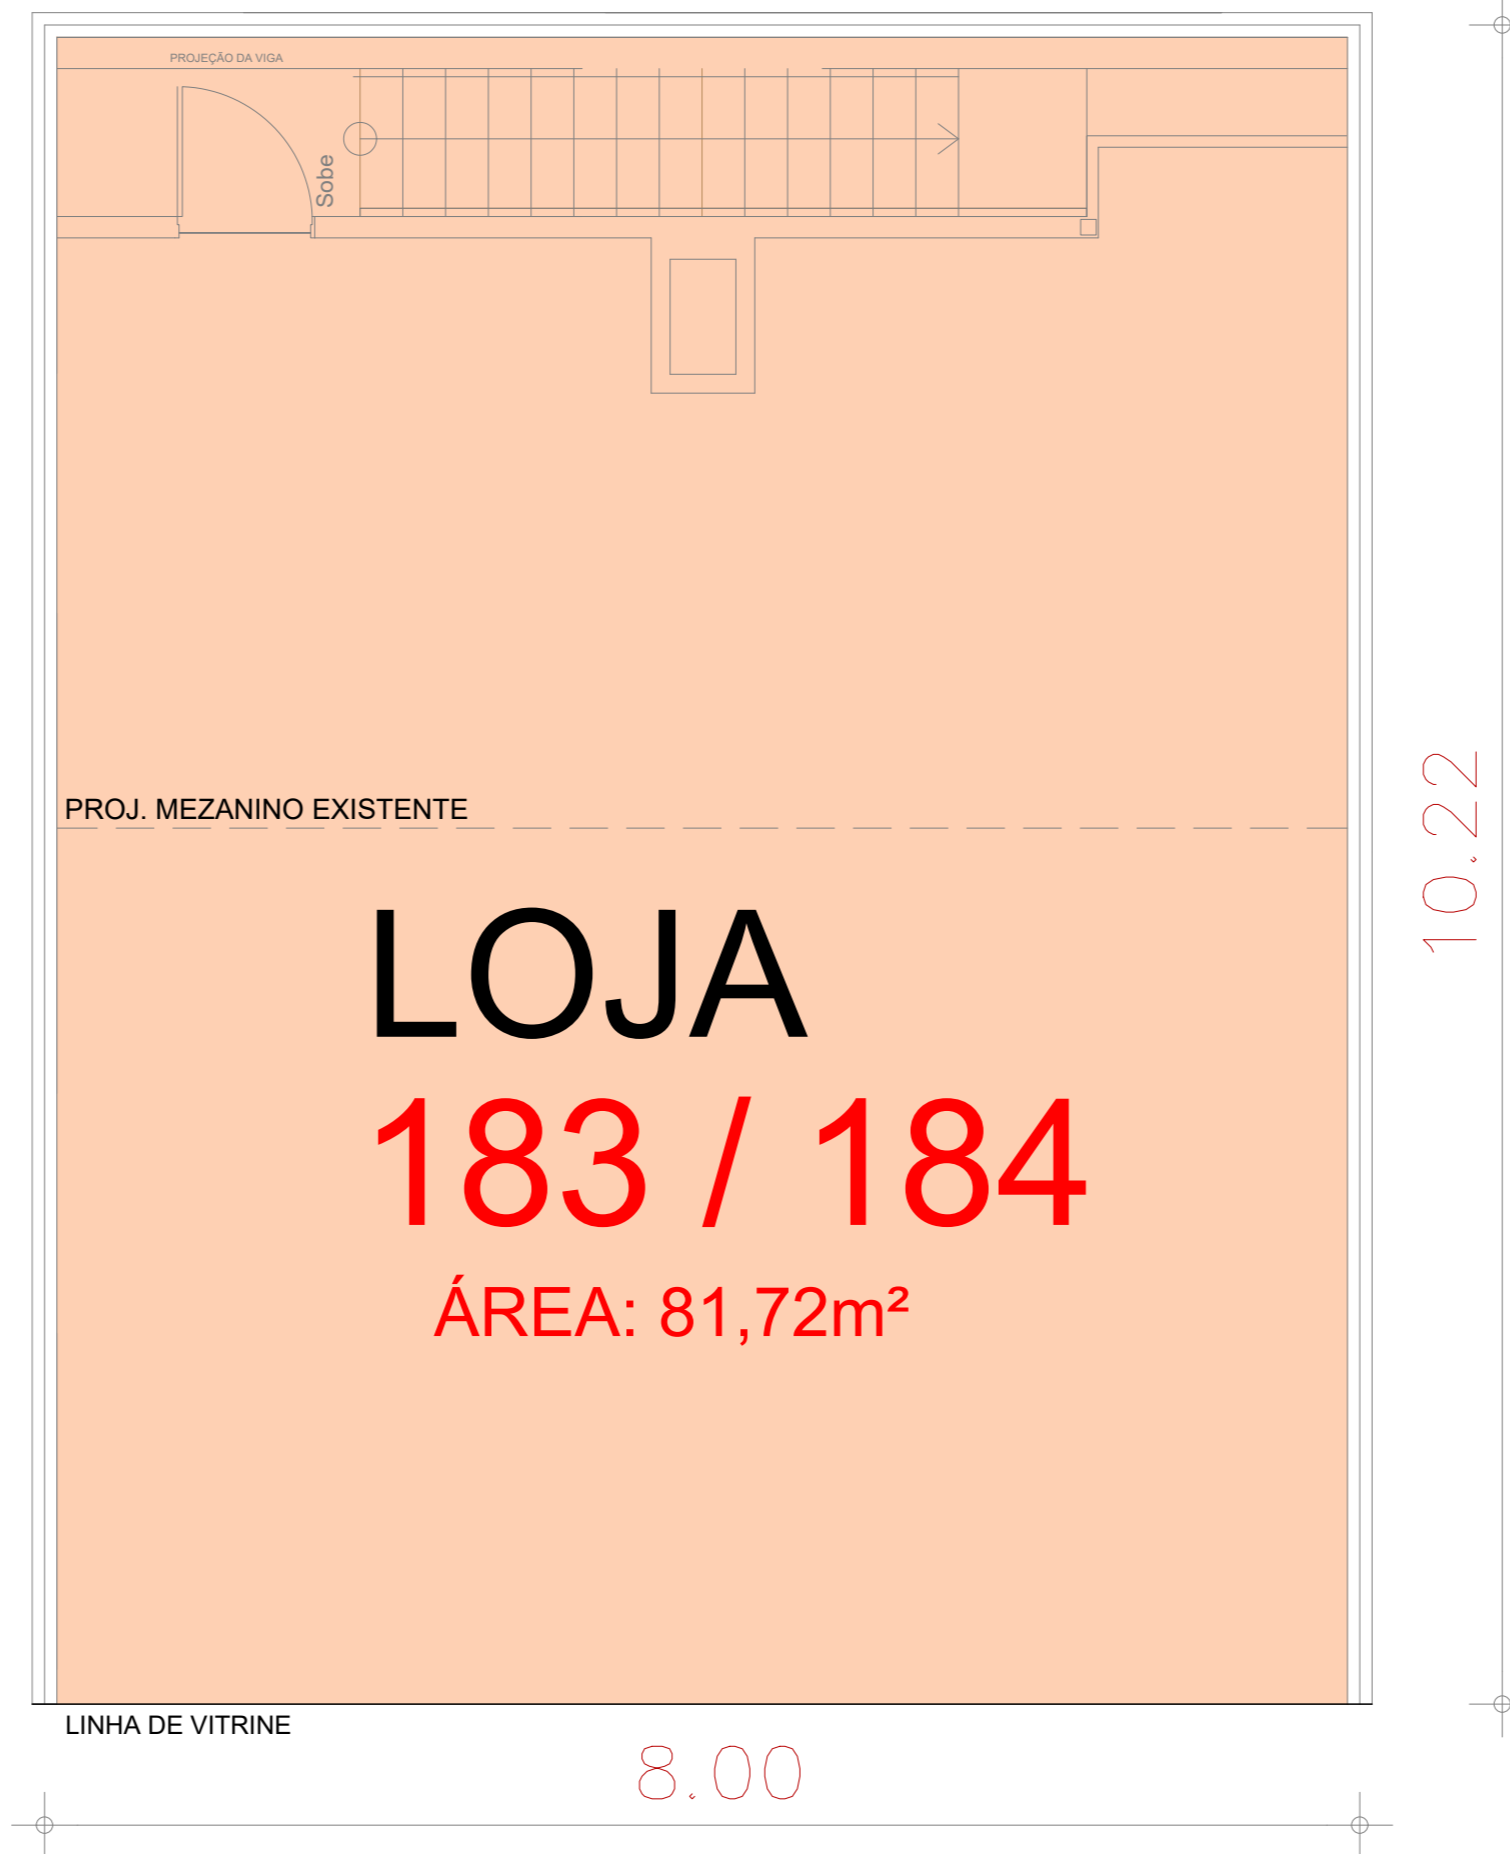 PROJEÇÃO DA VIGA
Sobe
PROJ. MEZANINO EXISTENTE
10.22
LOJA
183 / 184
ÁREA: 81,72m²
LINHA DE VITRINE
8.00